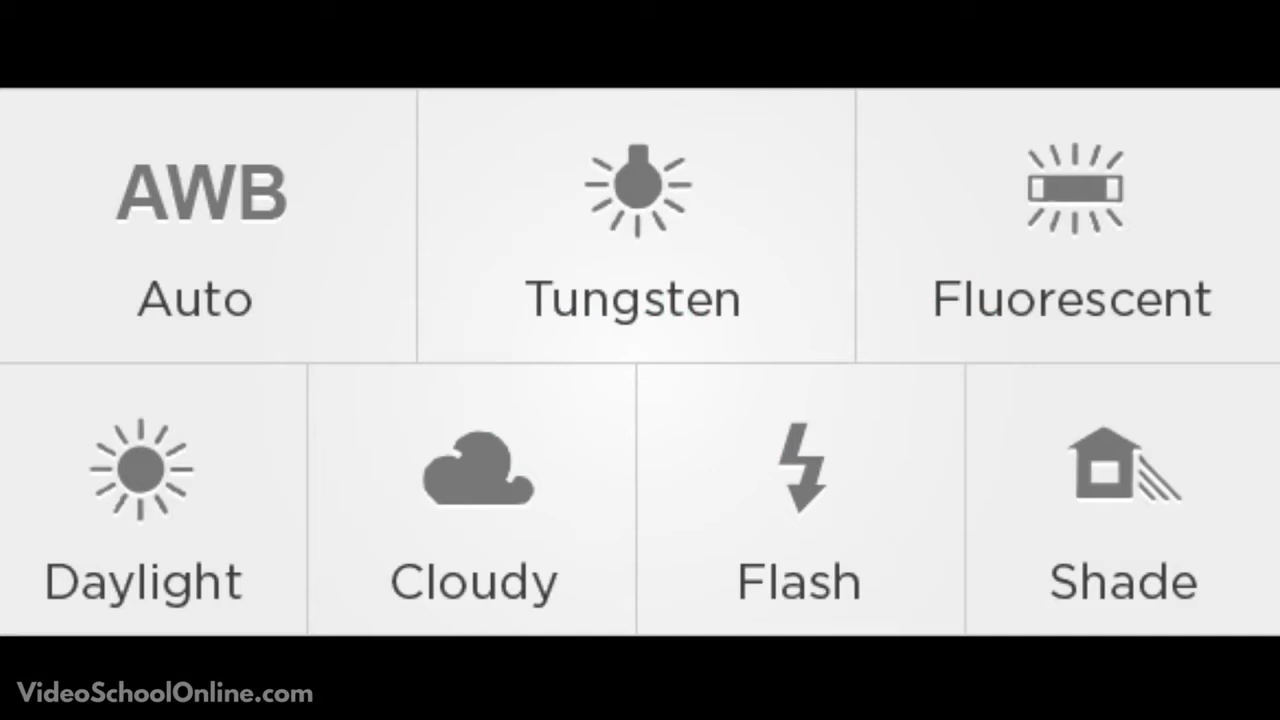 AWB
Auto
Tungsten
Fluorescent
Daylight
Cloudy
Flash
Shade
VideoSchoolOnline.com